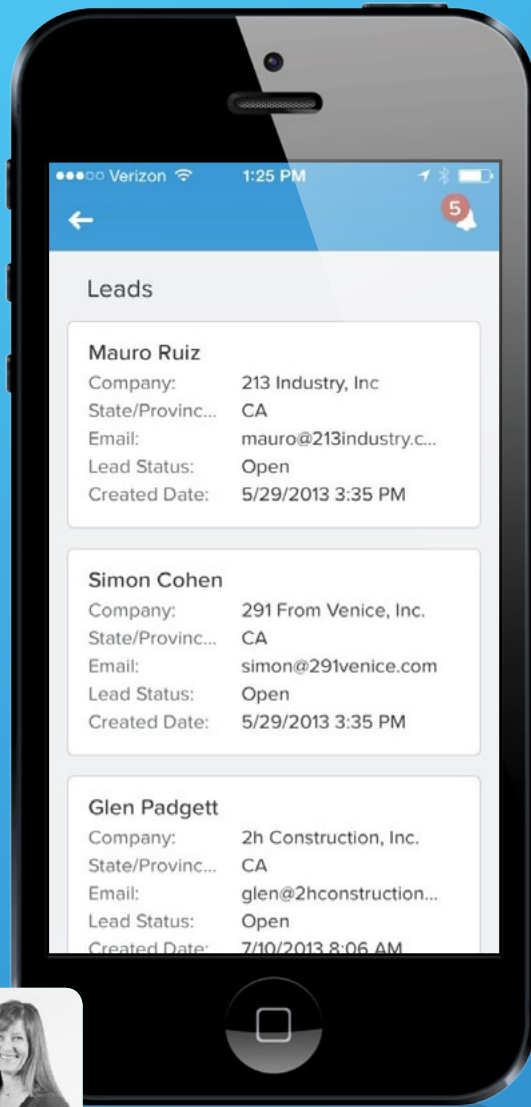 Verizon 1:25 PM
5
Leads
Mauro Ruiz
Company: 213 Industry, Inc
State/Provinc... CA
Email: mauro@213industry.c...
Lead Status: Open
Created Date: 5/29/2013 3:35 PM
Simon Cohen
Company: 291 From Venice, Inc.
State/Provinc... CA
Email: simon@291venice.com
Lead Status: Open
Created Date: 5/29/2013 3:35 PM
Glen Padgett
Company: 2h Construction, Inc.
State/Provinc... CA
Email: glen@2hconstruction...
Lead Status: Open
Created Date: 7/10/2013 8:06 AM